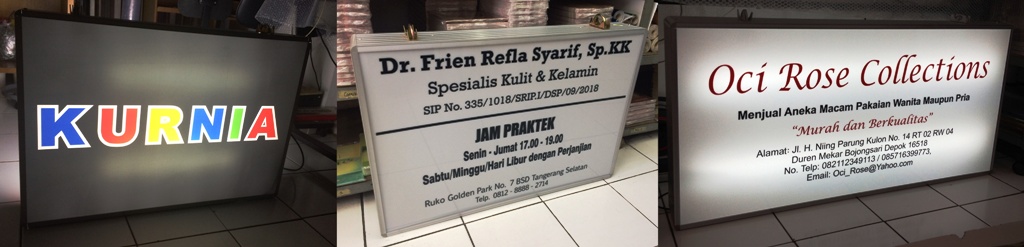 KURNIA
Dr. Frien Refla Syarif, Sp.KK
Spesialis Kulit & Kelamin
SIP No. 335/1018/SRIP.I/DSP/09/2018
JAM PRAKTEK
Senin - Jumat 17.00 - 19.00
Sabtu/Minggu/Hari Libur dengan Perjanjian
Ruko Golden Park No. 7 BSD Tangerang Selatan
Telp. 0812 - 8888 - 2714
Oci Rose Collections
Menjual Aneka Macam Pakaian Wanita Maupun Pria
"Murah dan Berkualitas"
Alamat: Jl. H. Niing Parung Kulon No. 14 RT 02 RW 04
Duren Mekar Bojongsari Depok 16518
No. Telp: 082112349113 / 085716399773,
Email: Oci_Rose@Yahoo.com